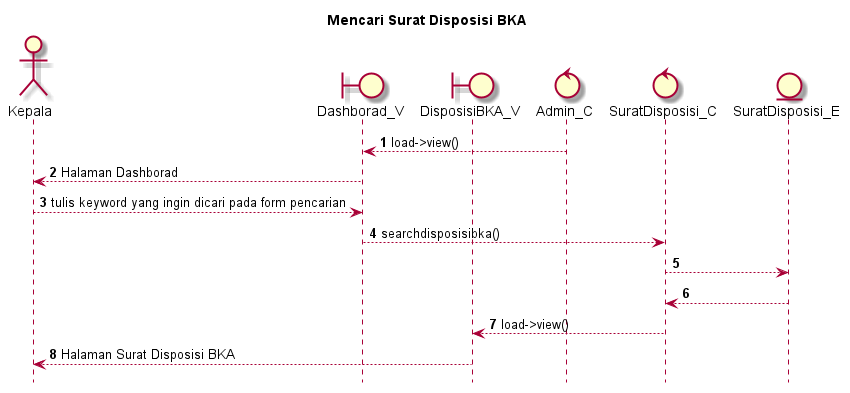 Mencari Surat Disposisi BKA
Kepala
Dashborad_V
DisposisiBKA_V
Admin_C
SuratDisposisi_C
SuratDisposisi_E
1 load->view()
2 Halaman Dashborad
3 tulis keyword yang ingin dicari pada form pencarian
4 searchdisposisibka()
5
6
7 load->view()
8 Halaman Surat Disposisi BKA